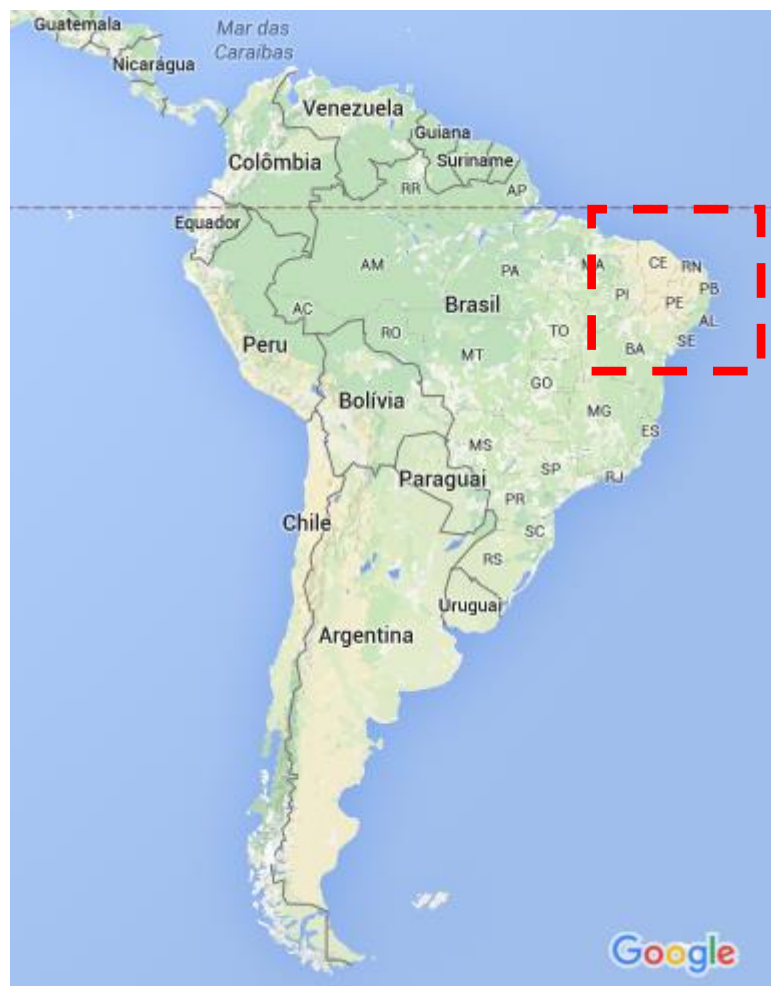 Guatemala
Mar das
Caraíbas
Nicarágua
Venezuela
Guiana
Colômbia
Suriname
RR
AP
Equador
AM
PA
MA
CE
RN
PI
PE
PB
AC
Brasil
AL
RO
TO
SE
Peru
MT
BA
GO
Bolívia
MG
ES
MS
SP
RJ
Paraguai
PR
Chile
SC
RS
Uruguai
Argentina
Google